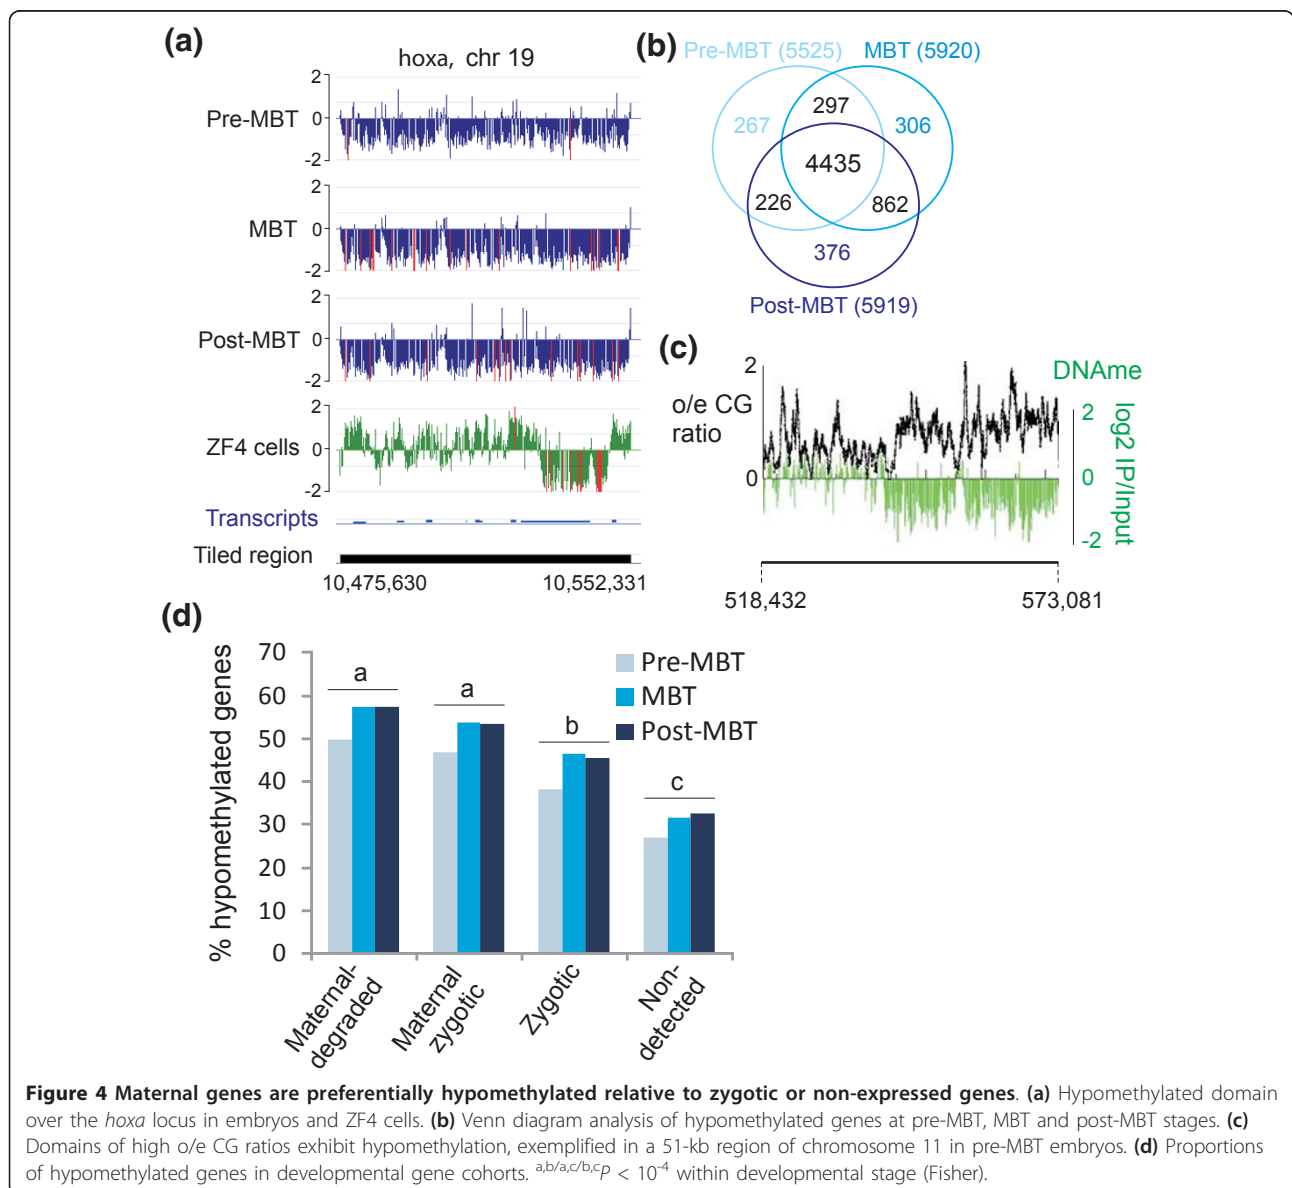 (a)
hoxa, chr 19
2
Pre-MBT 0
-2
2
MBT 0
-2
2
Post-MBT 0
-2
2
ZF4 cells 0
-2
Transcripts
Tiled region
10,475,630 10,552,331
(b)
Pre-MBT (5525) MBT (5920)
297
267 306
4435
226 862
376
Post-MBT (5919)
(c)
2 DNAme
o/e CG
ratio
0
2
0
-2
log2 IP/Input
518,432 573,081
(d)
% hypomethylated genes
70
60
50
40
30
20
10
0
a a b c
Pre-MBT
MBT
Post-MBT
Maternal-
degraded
Maternal
zygotic
Zygotic
Non-
detected
Figure 4 Maternal genes are preferentially hypomethylated relative to zygotic or non-expressed genes. (a) Hypomethylated domain
over the hoxa locus in embryos and ZF4 cells. (b) Venn diagram analysis of hypomethylated genes at pre-MBT, MBT and post-MBT stages. (c)
Domains of high o/e CG ratios exhibit hypomethylation, exemplified in a 51-kb region of chromosome 11 in pre-MBT embryos. (d) Proportions
of hypomethylated genes in developmental gene cohorts. a,b/a,c/b,cP < 10-4 within developmental stage (Fisher).